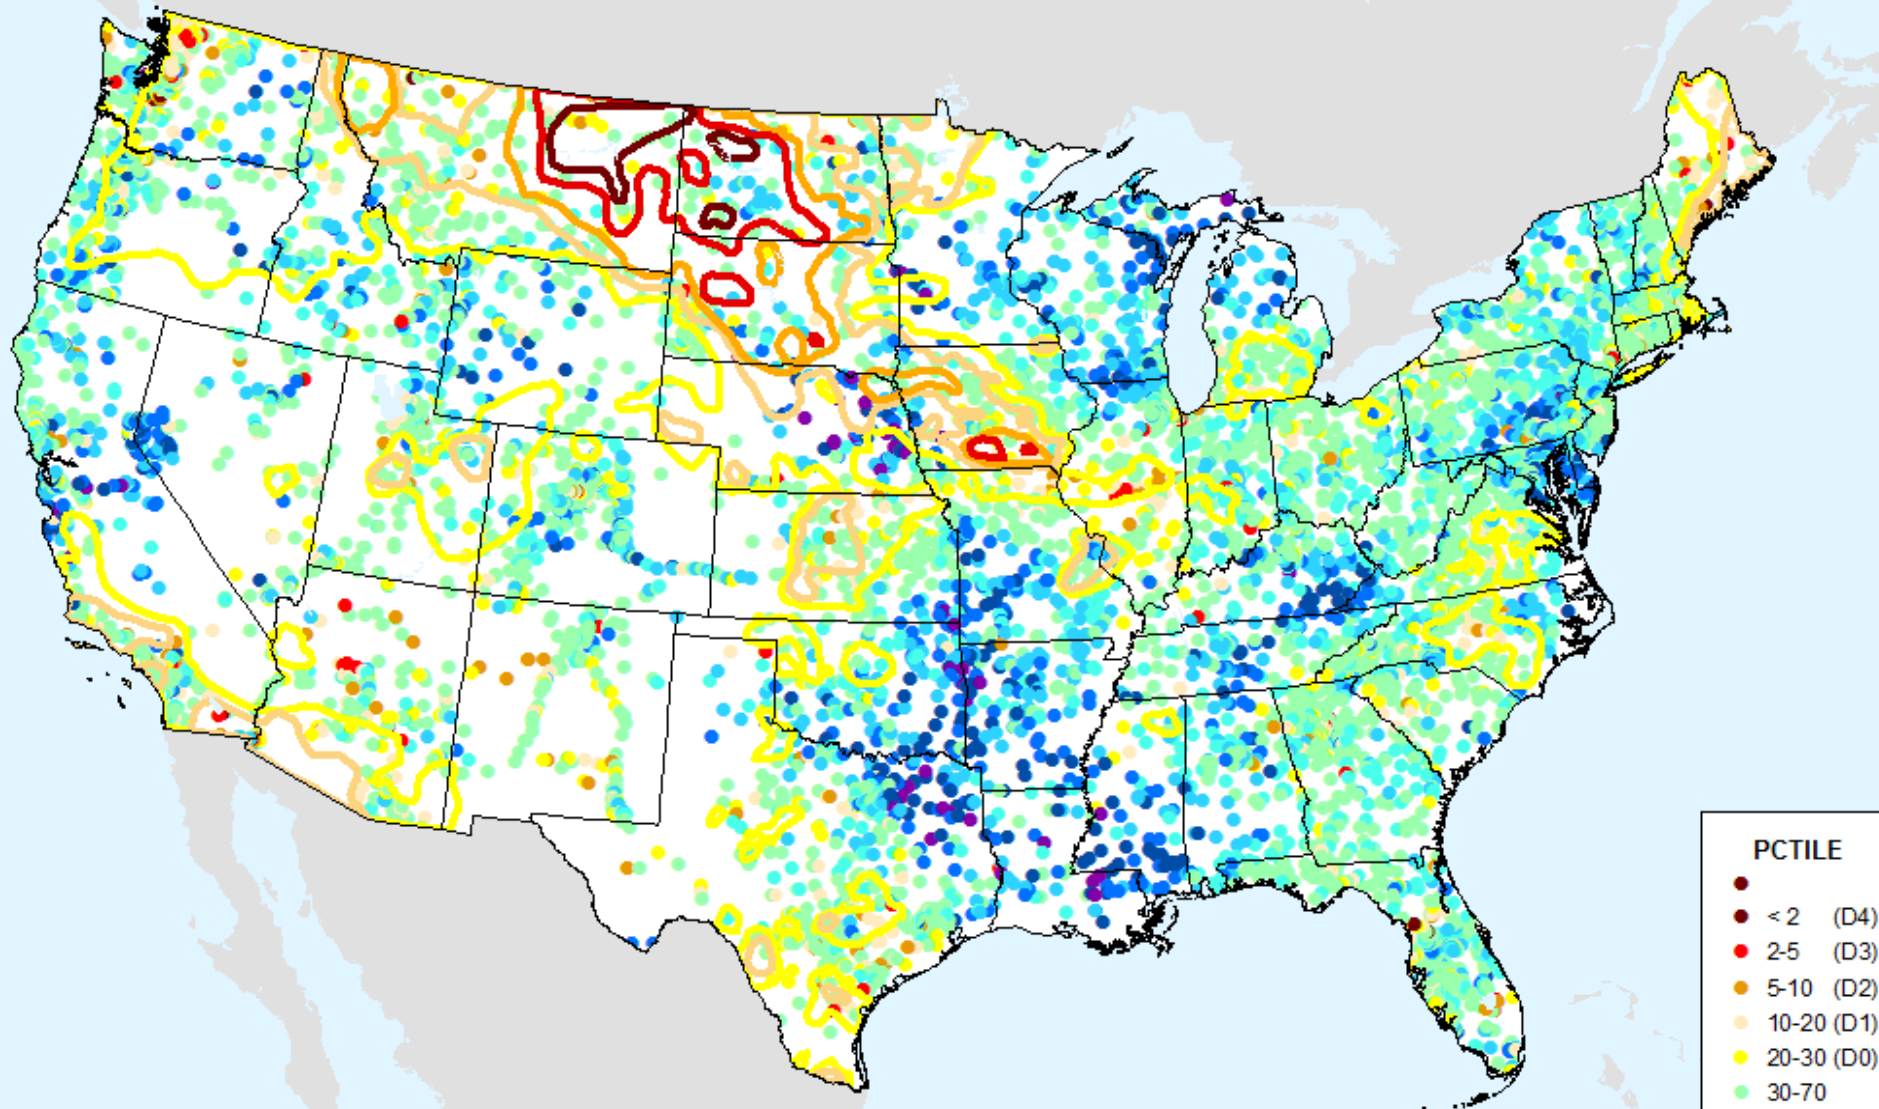 PCTILE
< 2 (D4)
2-5 (D3)
5-10 (D2)
10-20 (D1)
20-30 (D0)
30-70